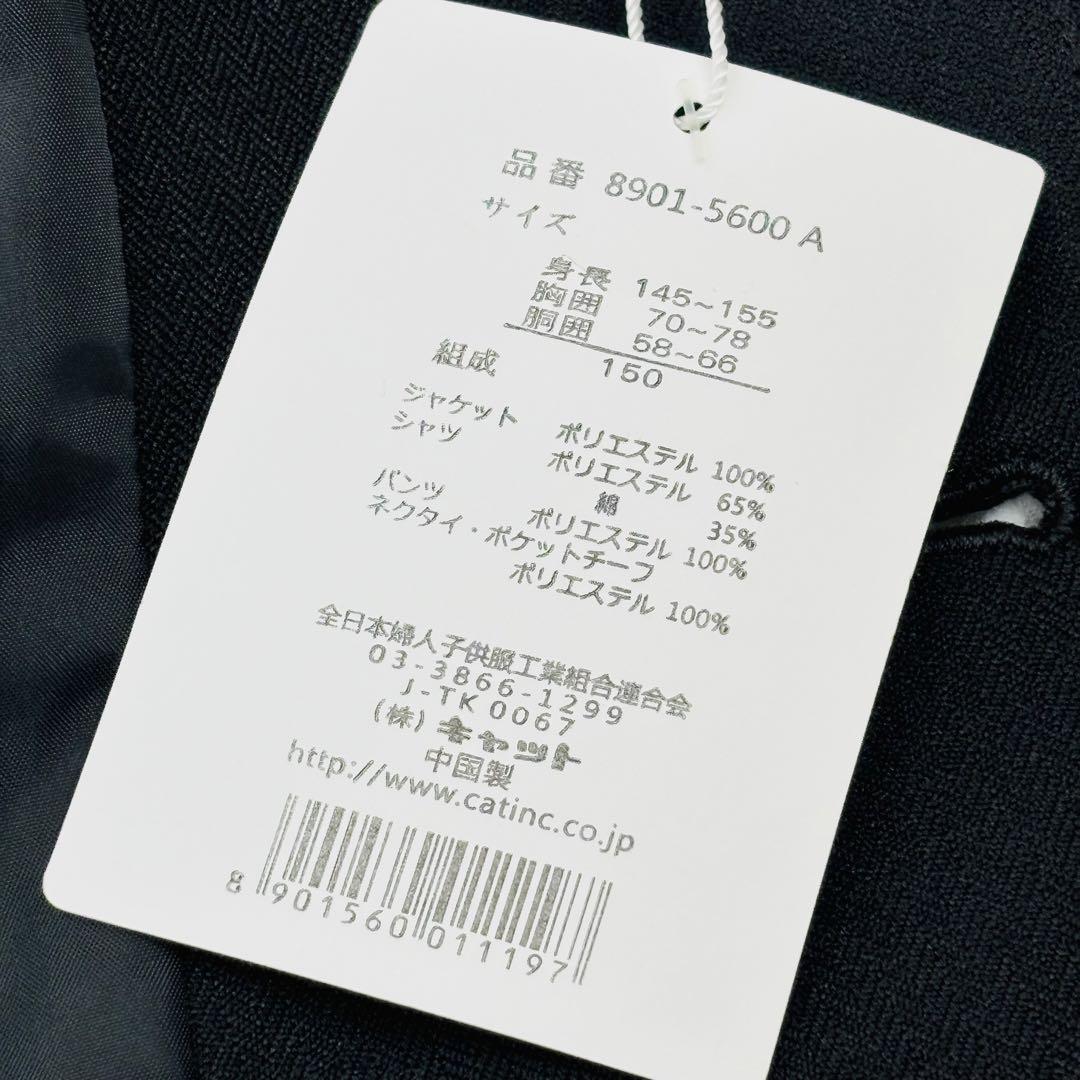 品番 8901-5600 A
サイズ
身長 145~155
胸囲 70~78
胴囲 58~66
150
組成
ジャケット ポリエステル 100%
シャツ ポリエステル 65%
綿 35%
パンツ ポリエステル 100%
ネクタイ・ポケットチーフ
ポリエステル 100%
全日本婦人子供服工業組合連合会
03-3866-1299
J-TK 0067
(株) キャット
中国製
http://www.catinc.co.jp
8 901560 011197